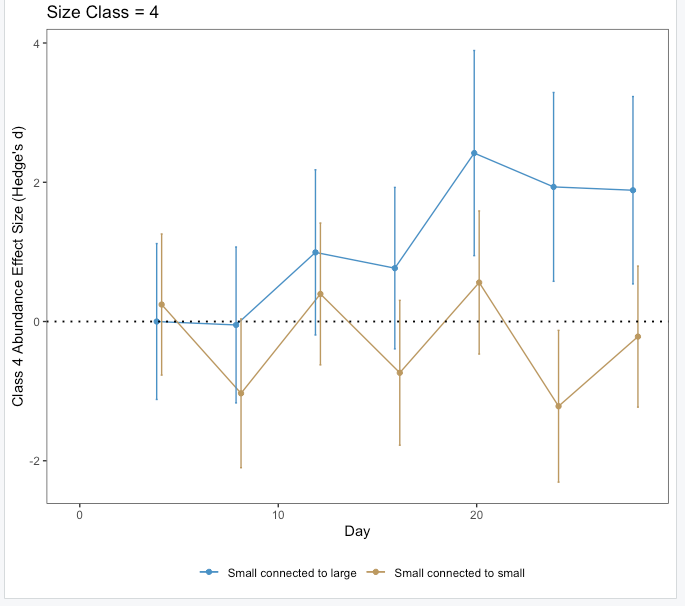 Size Class = 4
Class 4 Abundance Effect Size (Hedge's d)
4
2
0
-2
0 10 20
Day
Small connected to large Small connected to small